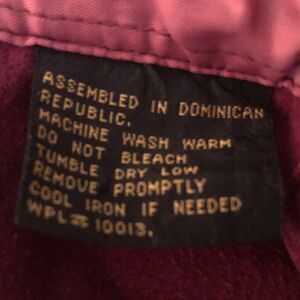 ASSEMBLED IN DOMINICAN
REPUBLIC.
MACHINE WASH WARM
DO NOT BLEACH
TUMBLE DRY LOW
REMOVE PROMPTLY
COOL IRON IF NEEDED
WPL# 10013.